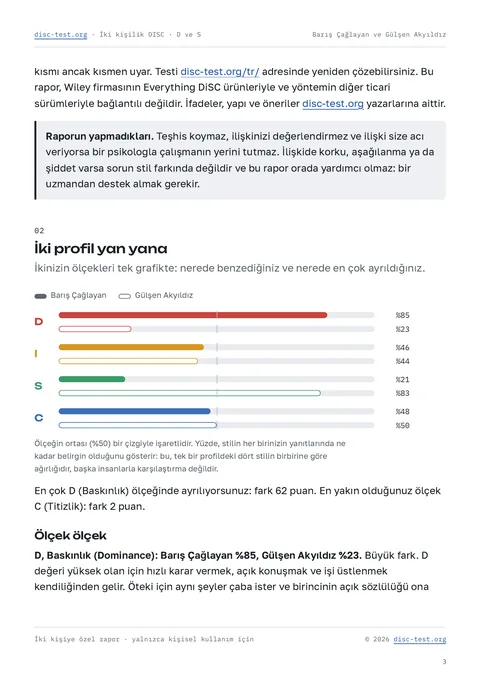 disc-test.org · İki kişilik DISC · D ve S
Barış Çağlayan ve Gülşen Akyıldız
kısmı ancak kısmen uyar. Testi disc-test.org/tr/ adresinde yeniden çözebilirsiniz. Bu
rapor, Wiley firmasının Everything DiSC ürünleriyle ve yöntemin diğer ticari
sürümleriyle bağlantılı değildir. İfadeler, yapı ve öneriler disc-test.org yazarlarına aittir.
Raporun yapmadıkları. Teşhis koymaz, ilişkinizi değerlendirmez ve ilişki size acı
veriyorsa bir psikologla çalışmanın yerini tutmaz. İlişkide korku, aşağılanma ya da
şiddet varsa sorun stil farkında değildir ve bu rapor orada yardımcı olmaz: bir
uzmandan destek almak gerekir.
02
İki profil yan yana
İkinizin ölçekleri tek grafikte: nerede benzediğiniz ve nerede en çok ayrıldığınız.
Barış Çağlayan Gülşen Akyıldız
D
%85
%23
I
%46
%44
S
%21
%83
C
%48
%50
Ölçeğin ortası (%50) bir çizgiyle işaretlidir. Yüzde, stilin her birinizin yanıtlarında ne
kadar belirgin olduğunu gösterir: bu, tek bir profildeki dört stilin birbirine göre
ağırlığıdır, başka insanlarla karşılaştırma değildir.
En çok D (Baskınlık) ölçeğinde ayrılıyorsunuz: fark 62 puan. En yakın olduğunuz ölçek
C (Titizlik): fark 2 puan.
Ölçek ölçek
D, Baskınlık (Dominance): Barış Çağlayan %85, Gülşen Akyıldız %23. Büyük fark. D
değeri yüksek olan için hızlı karar vermek, açık konuşmak ve işi üstlenmek
kendiliğinden gelir. Öteki için aynı şeyler çaba ister ve birincinin açık sözlülüğü ona
İki kişiye özel rapor · yalnızca kişisel kullanım için
© 2026 disc-test.org
3